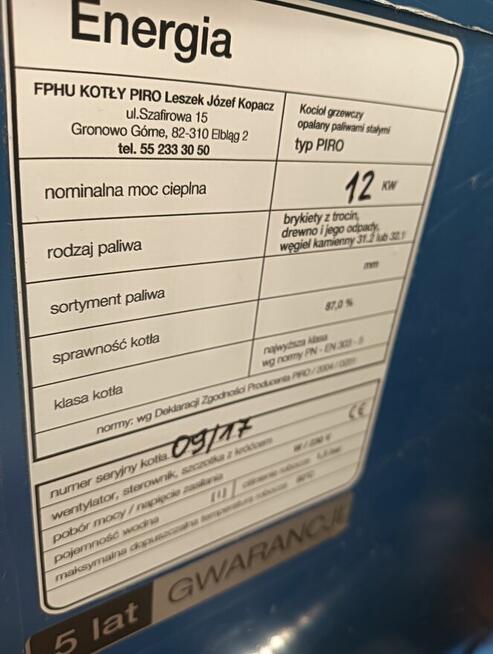 Energia
FPHU KOTŁY PIRO Leszek Józef Kopacz
ul.Szafirowa 15
Gronowo Górne, 82-310 Elbląg 2
tel. 55 233 30 50
Kocioł grzewczy
opalany paliwami stałymi
typ PIRO
nominalna moc cieplna
12 KW
rodzaj paliwa
brykiety z trocin,
drewno i jego odpady,
węgiel kamienny 31.2 lub 32.1
sortyment paliwa
mm
sprawność kotła
87,0 %
klasa kotła
najwyższa klasa
wg normy PN - EN 303 - 5
normy: wg Deklaracji Zgodności Producenta PIRO / 2004 / 0201
numer seryjny kotła 09/17
CE
wentylator, sterownik, szczotka z króćcem
pobór mocy / napięcie zasilania
W / 230 V
pojemność wodna
[ l ]
ciśnienie robocze
maksymalna dopuszczalna temperatura robocza
5 lat GWARANCJI